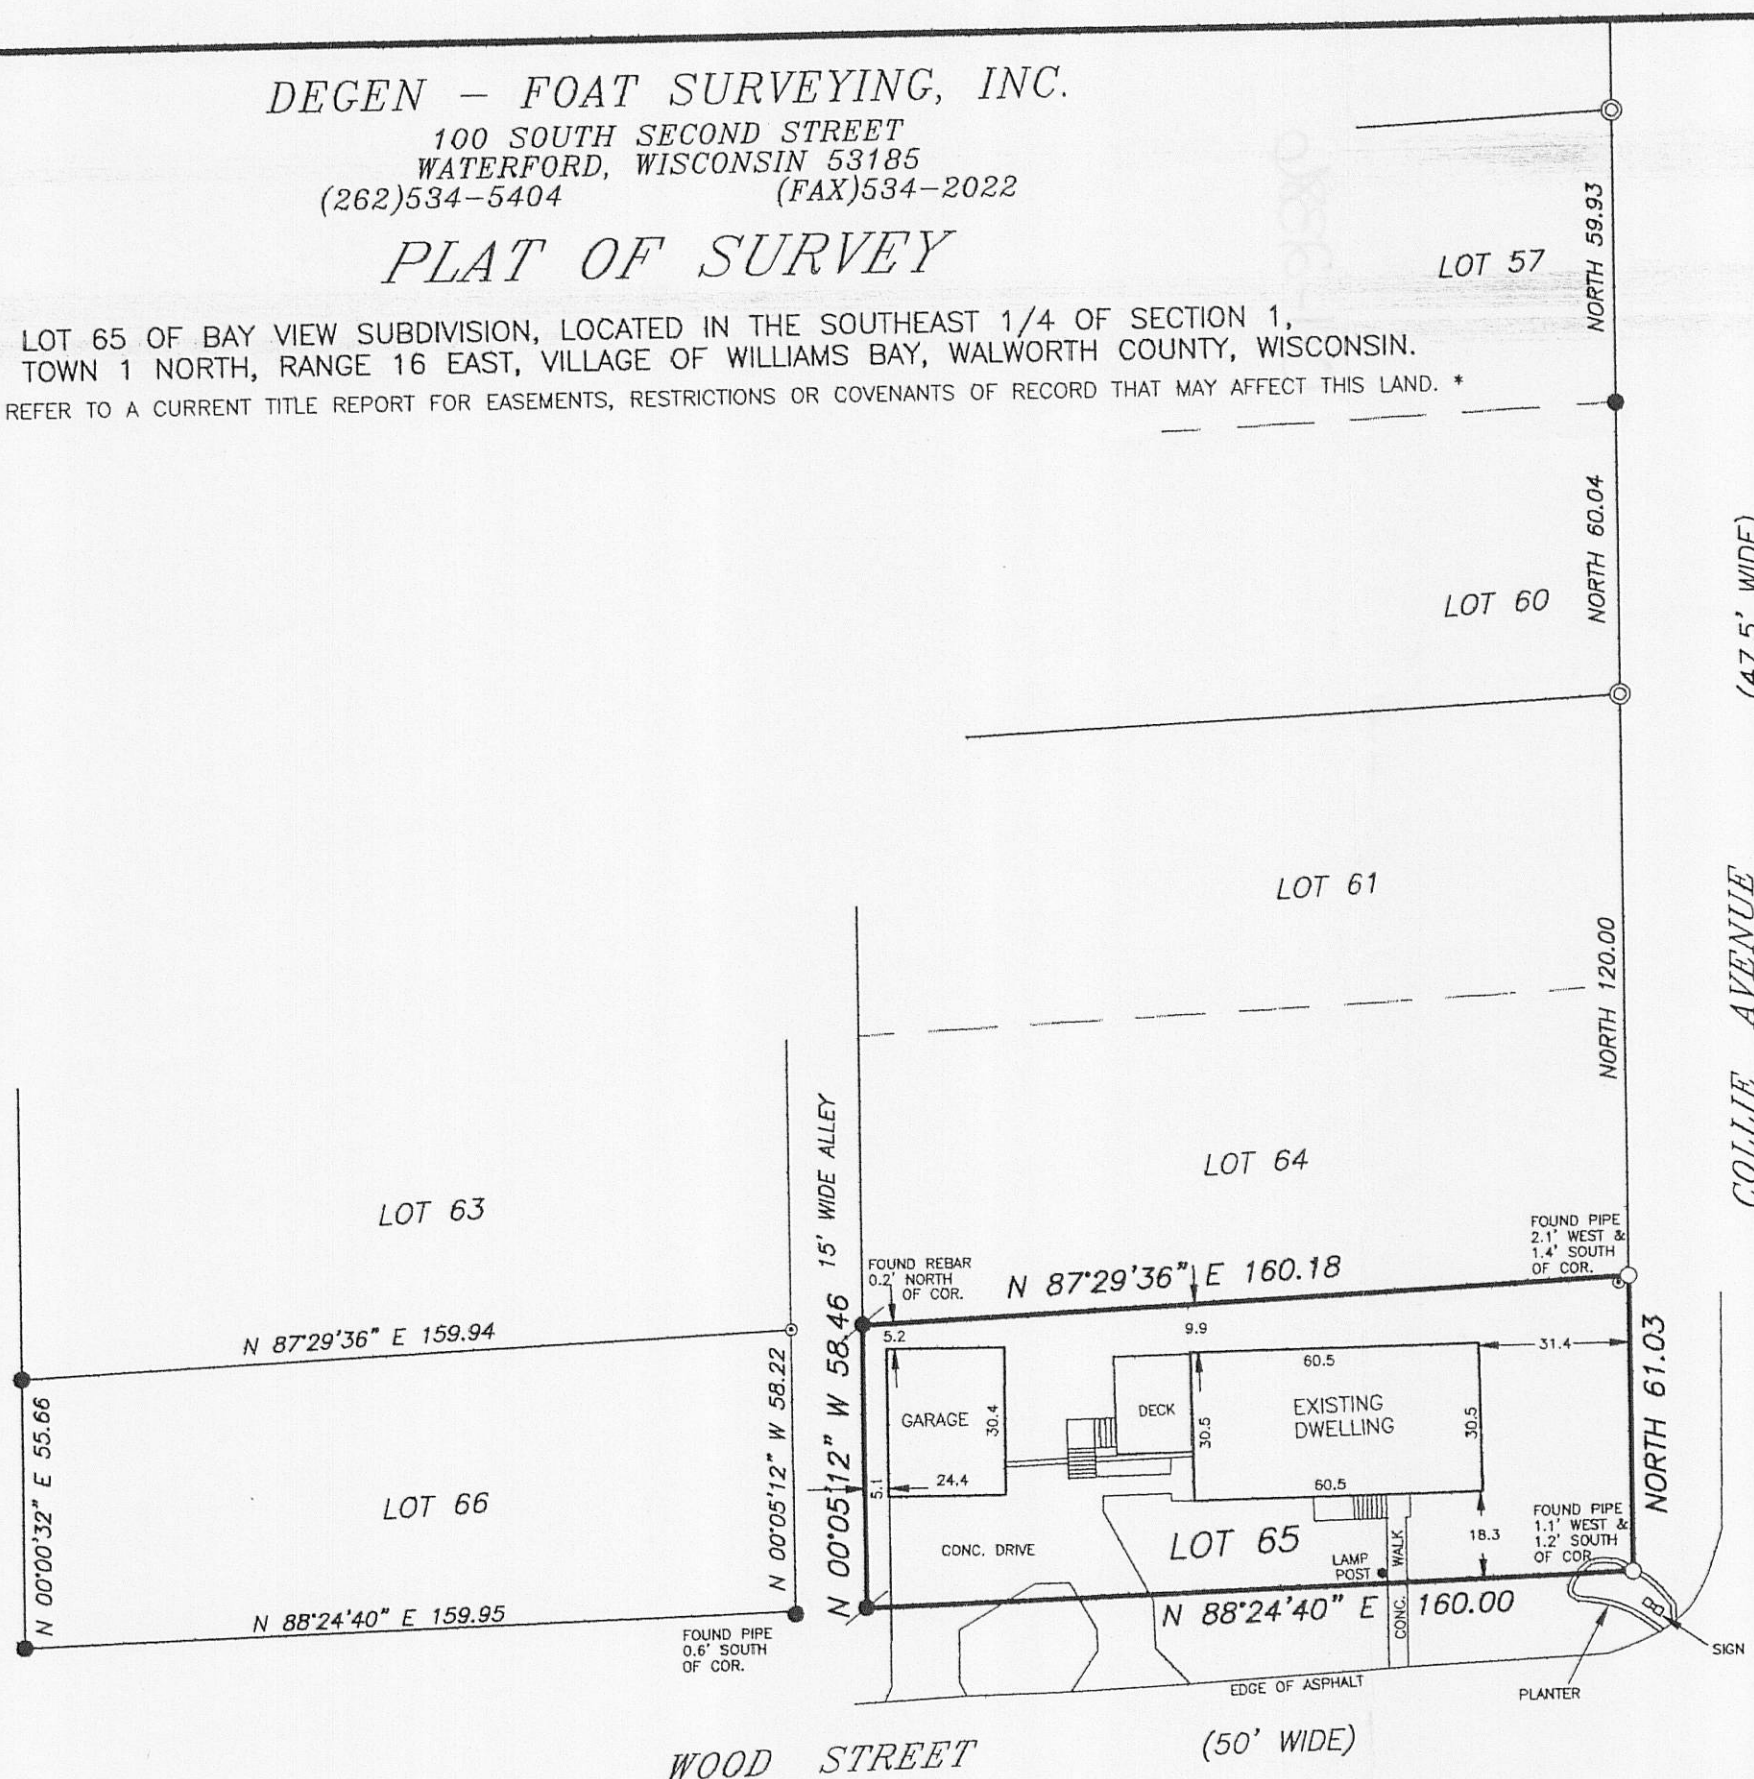 DEGEN – FOAT SURVEYING, INC.
100 SOUTH SECOND STREET
WATERFORD, WISCONSIN 53185
(262)534–5404 (FAX)534–2022
PLAT OF SURVEY
LOT 65 OF BAY VIEW SUBDIVISION, LOCATED IN THE SOUTHEAST 1/4 OF SECTION 1,
TOWN 1 NORTH, RANGE 16 EAST, VILLAGE OF WILLIAMS BAY, WALWORTH COUNTY, WISCONSIN.
REFER TO A CURRENT TITLE REPORT FOR EASEMENTS, RESTRICTIONS OR COVENANTS OF RECORD THAT MAY AFFECT THIS LAND. *
LOT 57
NORTH 59.93
LOT 60
NORTH 60.04
(47.5' WIDE)
COLLIE AVENUE
LOT 61
NORTH 120.00
LOT 64
15' WIDE ALLEY
LOT 63
FOUND REBAR
0.2' NORTH
OF COR.
N 87°29'36" E 160.18
FOUND PIPE
2.1' WEST &
1.4' SOUTH
OF COR.
N 87°29'36" E 159.94
N 00°00'32" E 55.66
LOT 66
N 00°05'12" W 58.22
N 00°05'12" W 58.46
5.2
9.9
31.4
60.5
GARAGE
30.4
DECK
30.5
EXISTING
DWELLING
30.5
NORTH 61.03
5.1
24.4
60.5
CONC. DRIVE
LOT 65
LAMP
POST
CONC. WALK
18.3
FOUND PIPE
1.1' WEST &
1.2' SOUTH
OF COR.
N 88°24'40" E 159.95
N 88°24'40" E 160.00
FOUND PIPE
0.6' SOUTH
OF COR.
SIGN
EDGE OF ASPHALT
PLANTER
WOOD STREET
(50' WIDE)